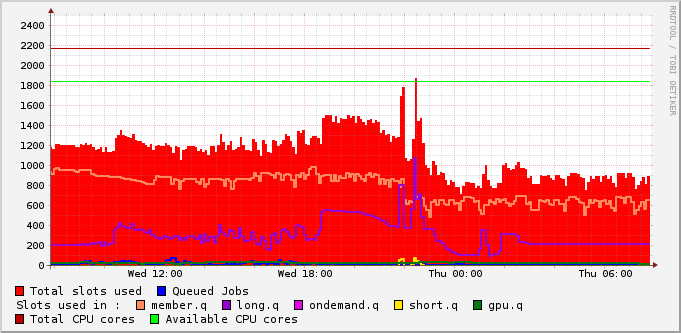 RRDTOOL / TOBI OETIKER
2400
2200
2000
1800
1600
1400
1200
1000
800
600
400
200
0
Wed 12:00 Wed 18:00 Thu 00:00 Thu 06:00
Total slots used Queued Jobs
Slots used in : member.q long.q ondemand.q short.q gpu.q
Total CPU cores Available CPU cores